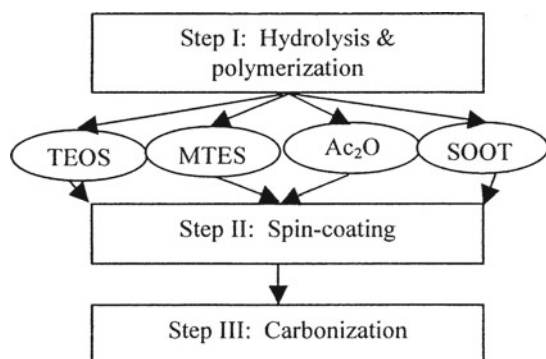 Step I: Hydrolysis &
polymerization
TEOS
MTES
Ac₂O
SOOT
Step II: Spin-coating
Step III: Carbonization